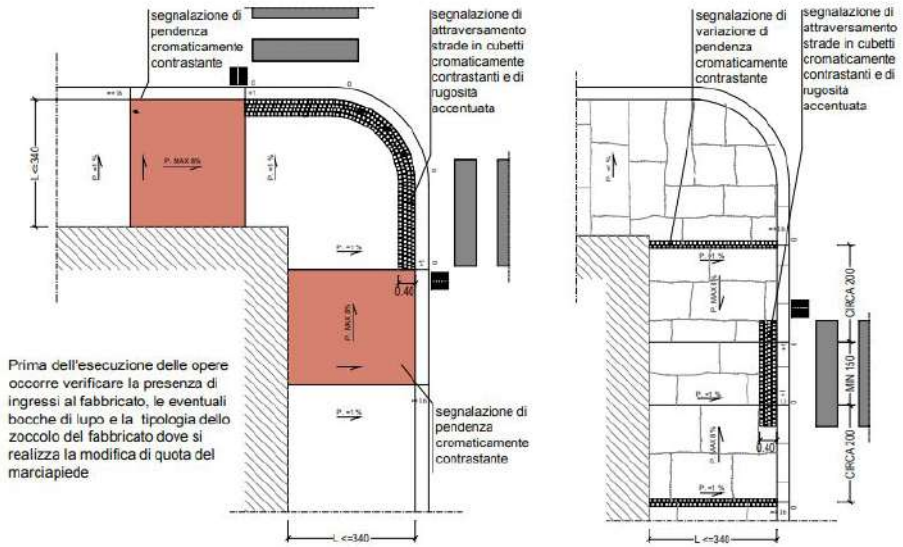 segnalazione di
pendenza
cromaticamente
contrastante
segnalazione di
attraversamento
strade in cubetti
cromaticamente
contrastanti e di
rugosità
accentuata
L <=340
P. =1 %
P. MAX 8%
P. =1 %
P. =1 %
0.40
P. MAX 8%
P. =1 %
segnalazione di
pendenza
cromaticamente
contrastante
Prima dell'esecuzione delle opere
occorre verificare la presenza di
ingressi al fabbricato, le eventuali
bocche di lupo e la tipologia dello
zoccolo del fabbricato dove si
realizza la modifica di quota del
marciapiede
L <=340
segnalazione di
variazione di
pendenza
cromaticamente
contrastante
segnalazione di
attraversamento
strade in cubetti
cromaticamente
contrastanti e di
rugosità
accentuata
P. =1 %
P. =1 %
P. MAX 8%
CIRCA 200
MIN 150
0.40
P. MAX 8%
CIRCA 200
P. =1 %
L <=340